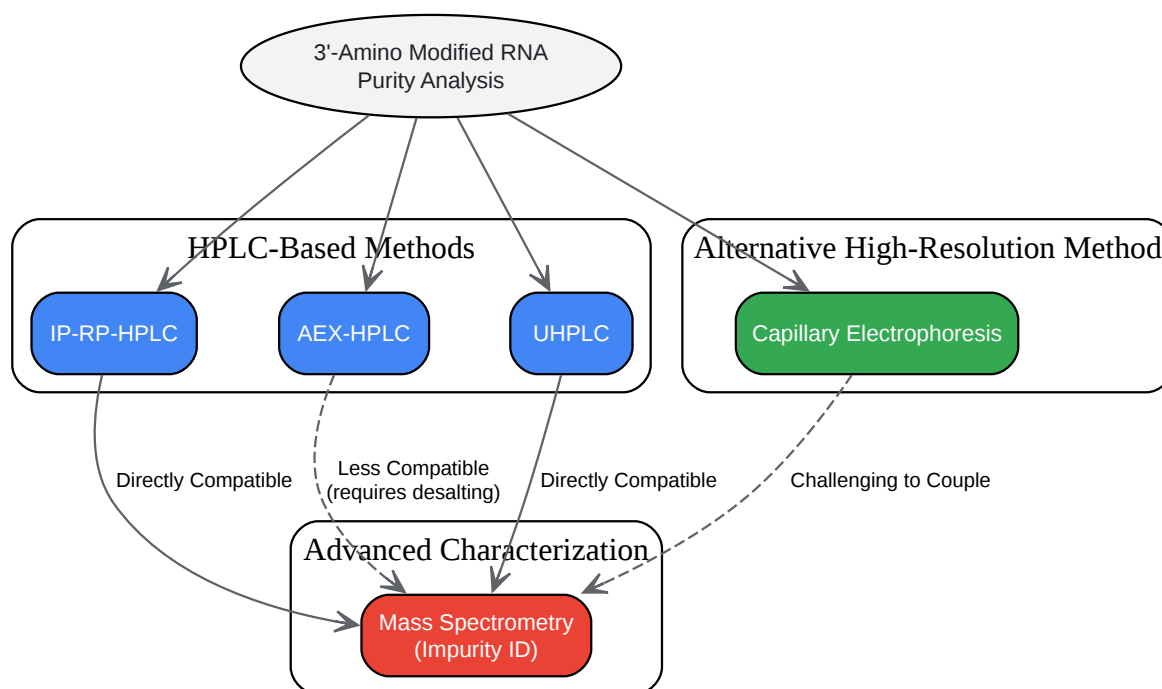 3'-Amino Modified RNA
Purity Analysis
HPLC-Based Methods
Alternative High-Resolution Method
IP-RP-HPLC
AEX-HPLC
UHPLC
Capillary Electrophoresis
Directly Compatible
Less Compatible
(requires desalting)
Directly Compatible
Challenging to Couple
Advanced Characterization
Mass Spectrometry
(Impurity ID)